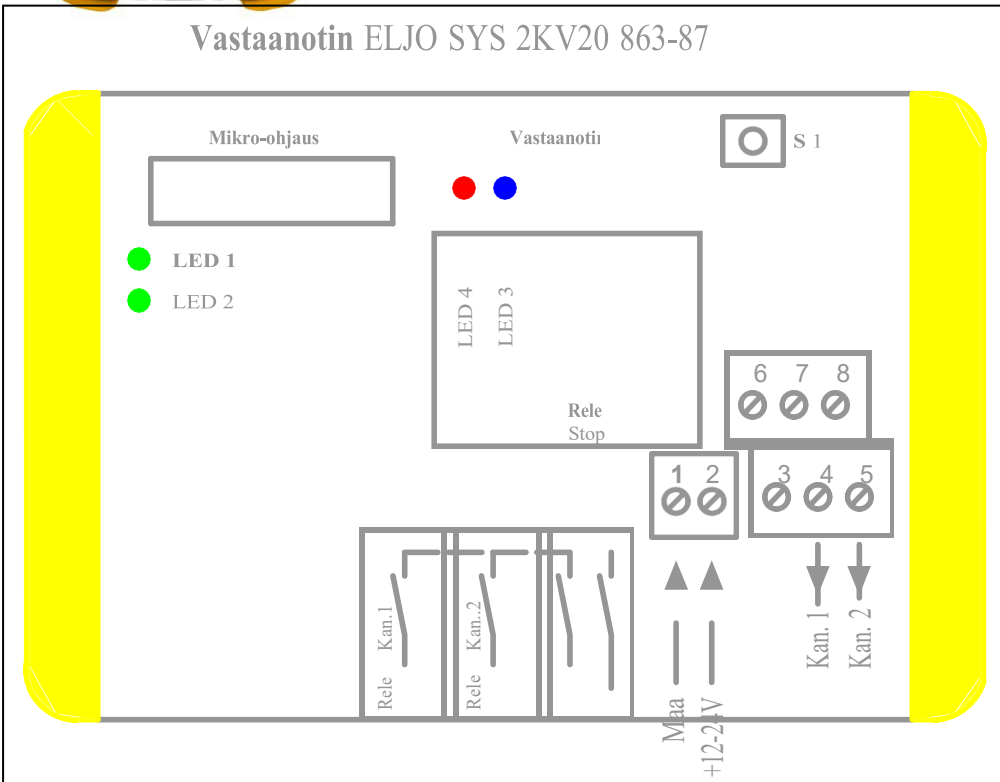 Vastaanotin ELJO SYS 2KV20 863-87
Mikro-ohjaus
Vastaanotin
S 1
LED 1
LED 2
LED 4
LED 3
Rele
Stop
6 7 8
1 2
3 4 5
Rele Kan.1
Rele Kan..2
Maa
+12-24V
Kan. 1
Kan. 2